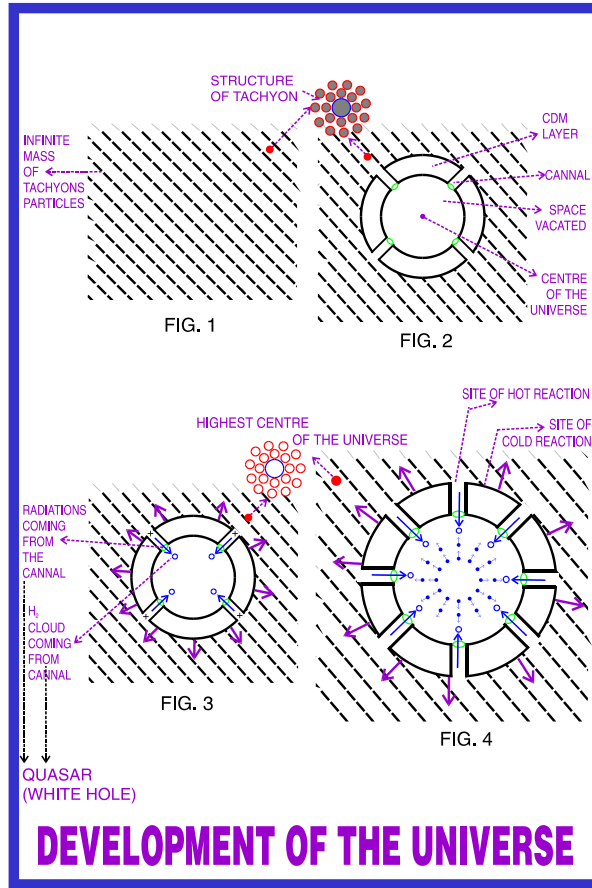 STRUCTURE
OF TACHYON
INFINITE
MASS
OF
TACHYONS
PARTICLES
FIG. 1
CDM
LAYER
CANNAL
SPACE
VACATED
CENTRE
OF THE
UNIVERSE
FIG. 2
HIGHEST CENTRE
OF THE UNIVERSE
SITE OF HOT REACTION
SITE OF
COLD REACTION
RADIATIONS
COMING
FROM
THE
CANNAL
H₂
CLOUD
COMING
FROM
CANNAL
FIG. 3
FIG. 4
QUASAR
(WHITE HOLE)
DEVELOPMENT OF THE UNIVERSE